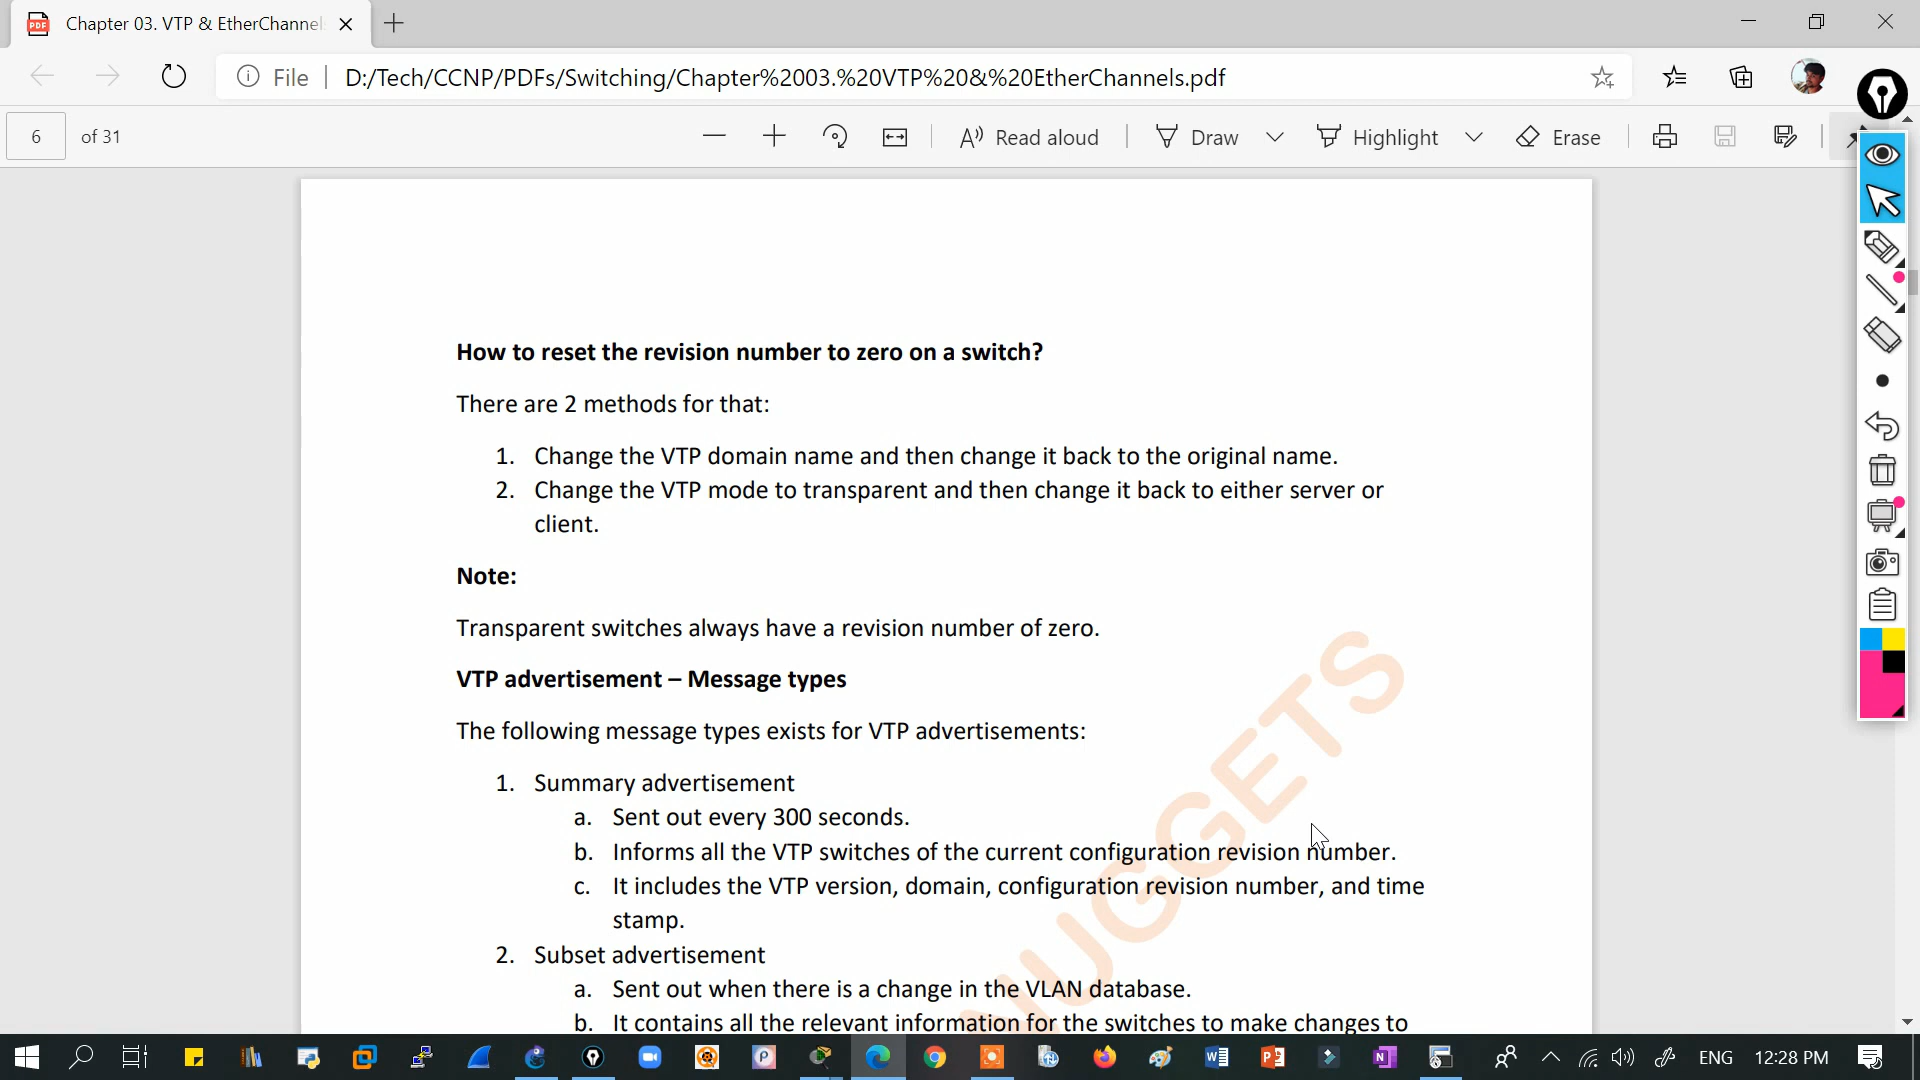 Chapter 03. VTP & EtherChannel
File
D:/Tech/CCNP/PDFs/Switching/Chapter%2003.%20VTP%20&%20EtherChannels.pdf
6 of 31
Read aloud
Draw
Highlight
Erase
How to reset the revision number to zero on a switch?
There are 2 methods for that:
1. Change the VTP domain name and then change it back to the original name.
2. Change the VTP mode to transparent and then change it back to either server or
client.
Note:
Transparent switches always have a revision number of zero.
VTP advertisement – Message types
The following message types exists for VTP advertisements:
1. Summary advertisement
a. Sent out every 300 seconds.
b. Informs all the VTP switches of the current configuration revision number.
c. It includes the VTP version, domain, configuration revision number, and time
stamp.
2. Subset advertisement
a. Sent out when there is a change in the VLAN database.
b. It contains all the relevant information for the switches to make changes to
NUGGETS
ENG
12:28 PM